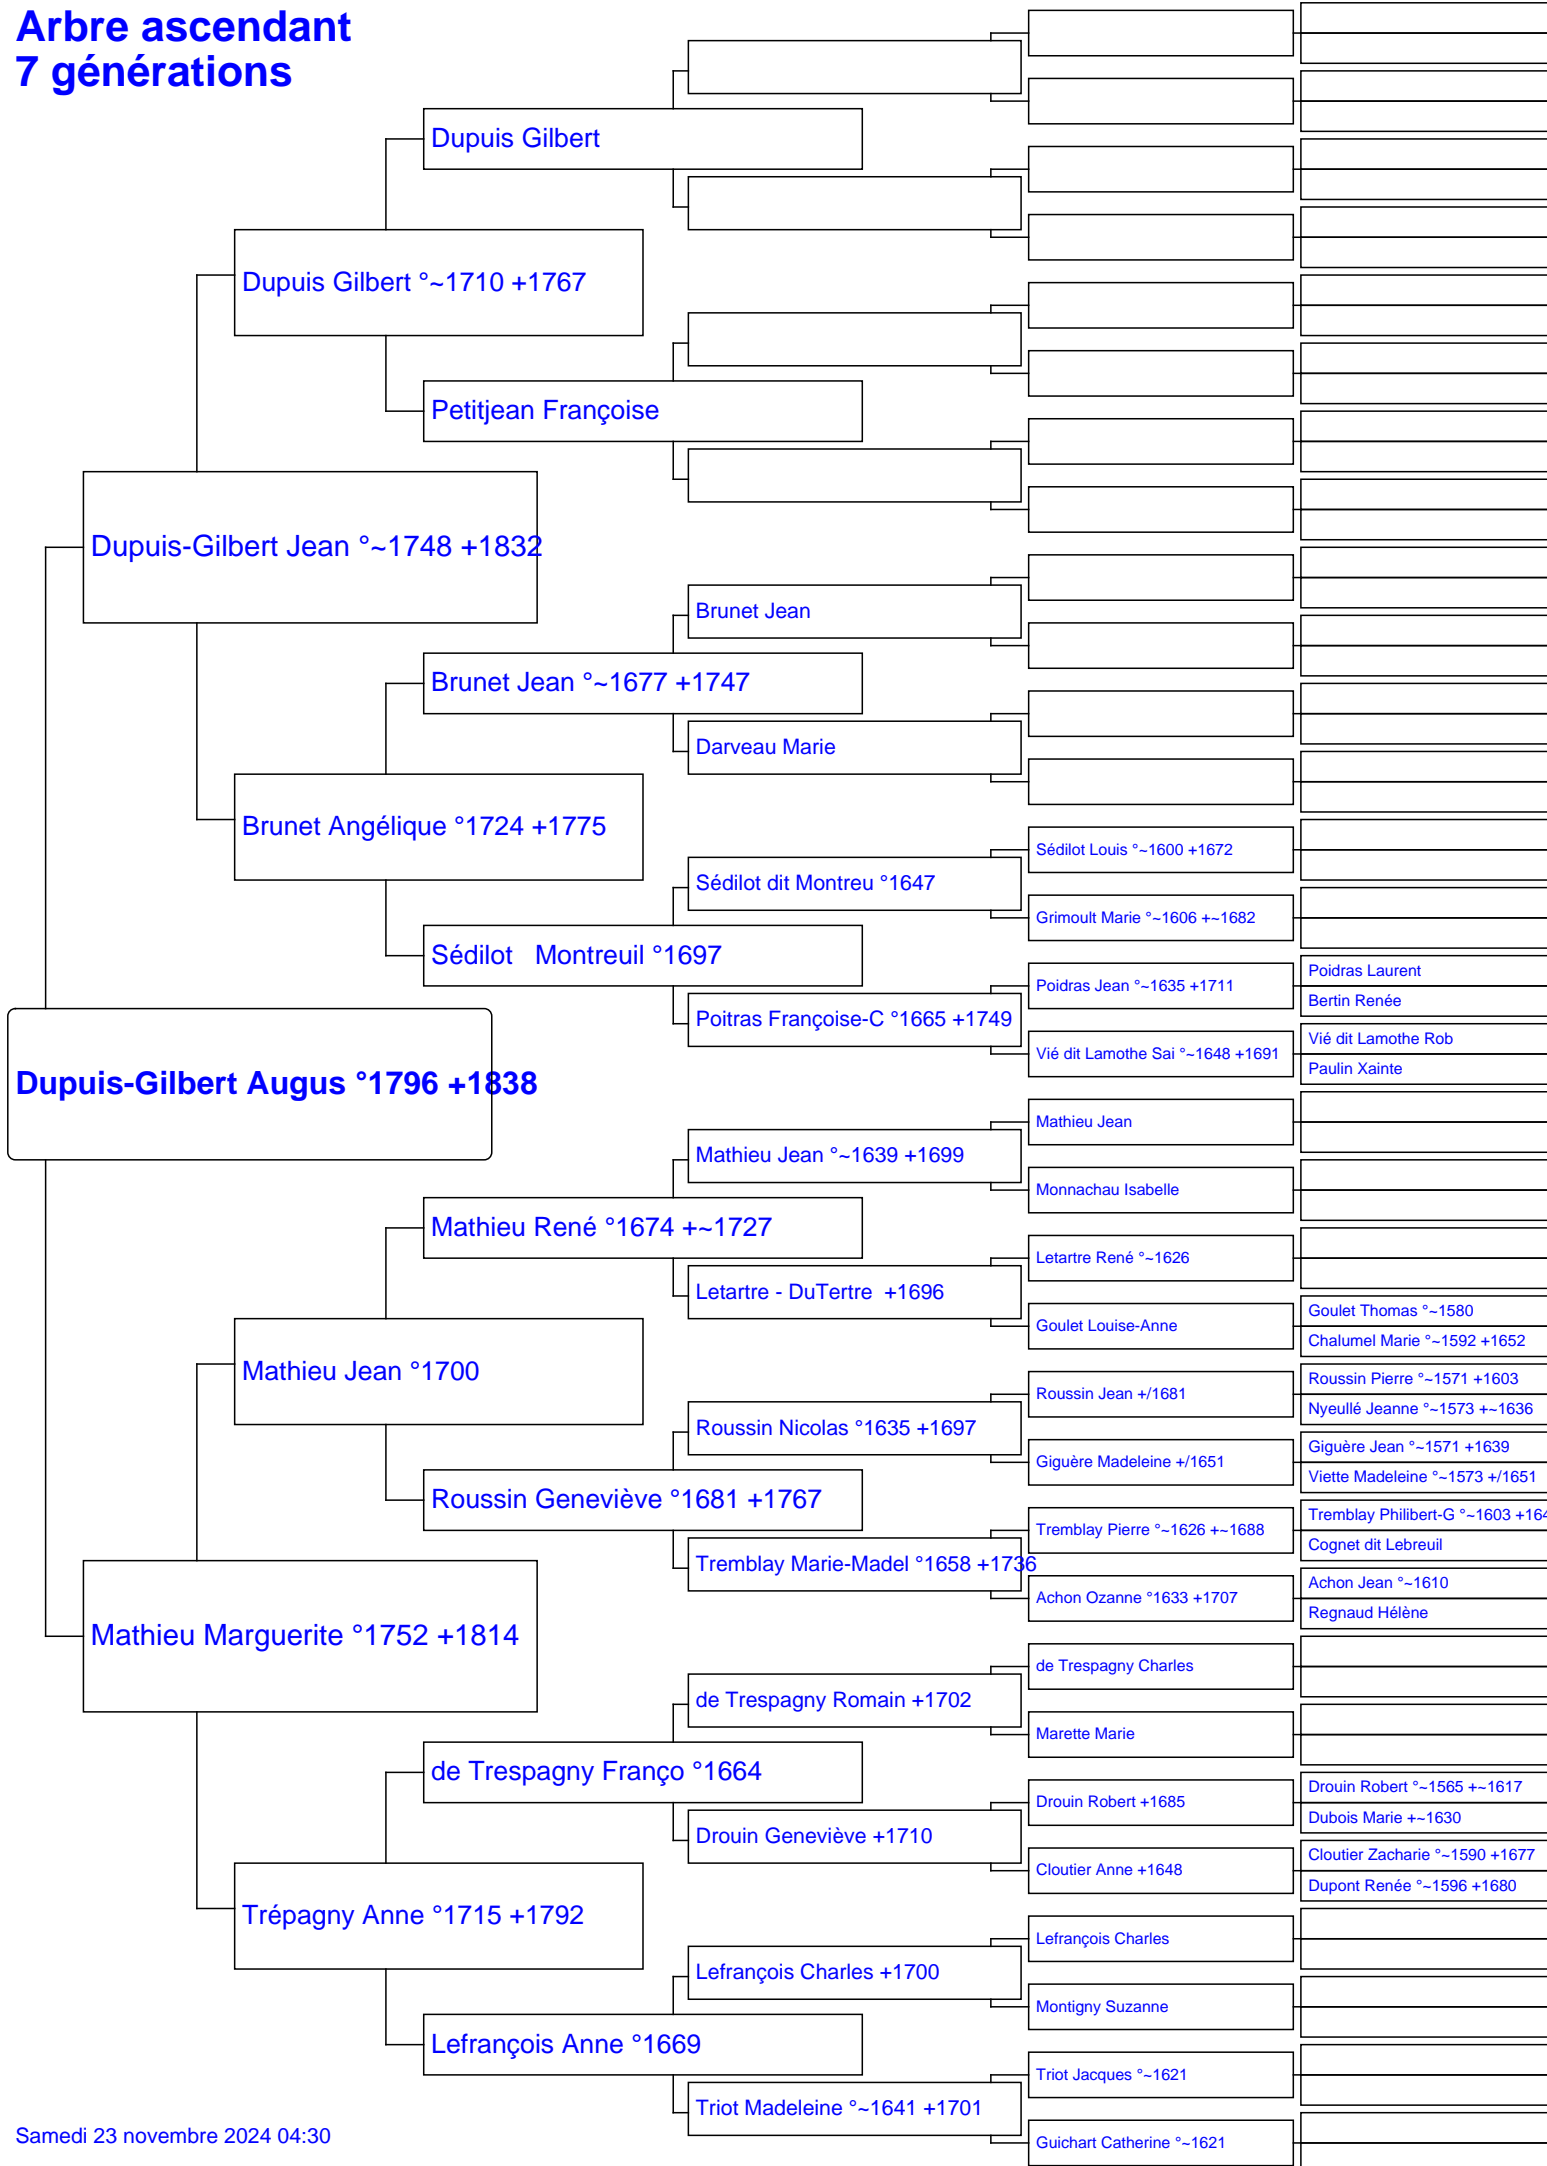 Arbre ascendant
7 générations
Dupuis Gilbert
Dupuis Gilbert °~1710 +1767
Petitjean Françoise
Dupuis-Gilbert Jean °~1748 +1832
Brunet Jean
Brunet Jean °~1677 +1747
Darveau Marie
Brunet Angélique °1724 +1775
Sédilot Louis °~1600 +1672
Sédilot dit Montreu °1647
Grimoult Marie °~1606 +~1682
Sédilot   Montreuil °1697
Poidras Laurent
Poidras Jean °~1635 +1711
Bertin Renée
Poitras Françoise-C °1665 +1749
Vié dit Lamothe Rob
Vié dit Lamothe Sai °~1648 +1691
Paulin Xainte
Dupuis-Gilbert Augus °1796 +1838
Mathieu Jean
Mathieu Jean °~1639 +1699
Monnachau Isabelle
Mathieu René °1674 +~1727
Letartre René °~1626
Letartre - DuTertre  +1696
Goulet Thomas °~1580
Goulet Louise-Anne
Chalumel Marie °~1592 +1652
Mathieu Jean °1700
Roussin Pierre °~1571 +1603
Roussin Jean +/1681
Nyeullé Jeanne °~1573 +~1636
Roussin Nicolas °1635 +1697
Giguère Jean °~1571 +1639
Giguère Madeleine +/1651
Viette Madeleine °~1573 +/1651
Roussin Geneviève °1681 +1767
Tremblay Philibert-G °~1603 +164
Tremblay Pierre °~1626 +~1688
Cognet dit Lebreuil
Tremblay Marie-Madel °1658 +1736
Achon Jean °~1610
Achon Ozanne °1633 +1707
Regnaud Hélène
Mathieu Marguerite °1752 +1814
de Trespagny Charles
de Trespagny Romain +1702
Marette Marie
de Trespagny Franço °1664
Drouin Robert °~1565 +~1617
Drouin Robert +1685
Dubois Marie +~1630
Drouin Geneviève +1710
Cloutier Zacharie °~1590 +1677
Cloutier Anne +1648
Dupont Renée °~1596 +1680
Trépagny Anne °1715 +1792
Lefrançois Charles
Lefrançois Charles +1700
Montigny Suzanne
Lefrançois Anne °1669
Triot Jacques °~1621
Triot Madeleine °~1641 +1701
Guichart Catherine °~1621
Samedi 23 novembre 2024 04:30